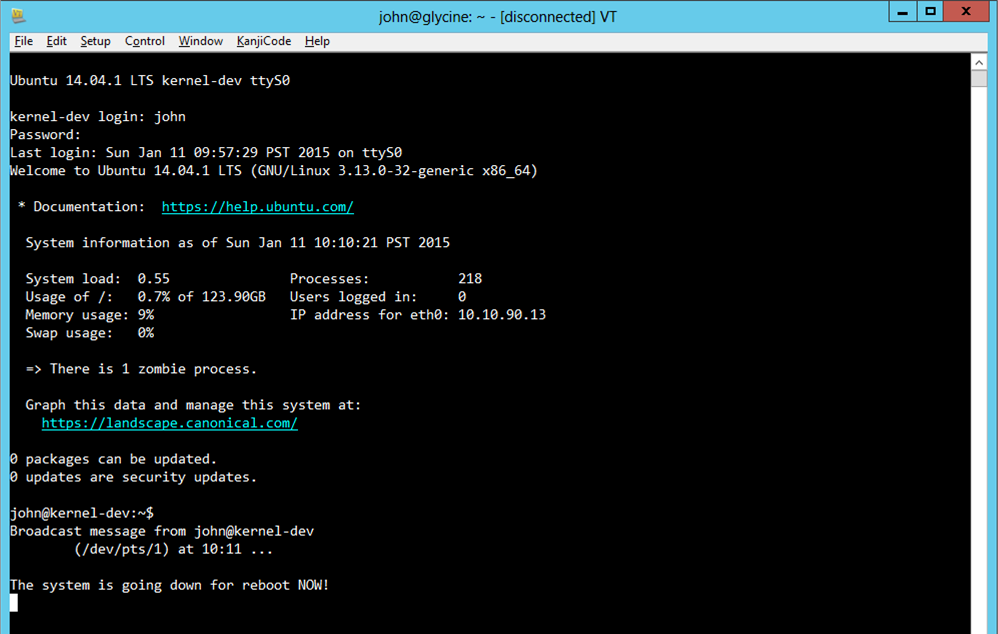 john@glycine: ~ - [disconnected] VT
File Edit Setup Control Window KanjiCode Help
Ubuntu 14.04.1 LTS kernel-dev ttyS0
kernel-dev login: john
Password:
Last login: Sun Jan 11 09:57:29 PST 2015 on ttyS0
Welcome to Ubuntu 14.04.1 LTS (GNU/Linux 3.13.0-32-generic x86_64)
* Documentation: https://help.ubuntu.com/
System information as of Sun Jan 11 10:10:21 PST 2015
System load: 0.55 Processes: 218
Usage of /: 0.7% of 123.90GB Users logged in: 0
Memory usage: 9% IP address for eth0: 10.10.90.13
Swap usage: 0%
=> There is 1 zombie process.
Graph this data and manage this system at:
https://landscape.canonical.com/
0 packages can be updated.
0 updates are security updates.
john@kernel-dev:~$
Broadcast message from john@kernel-dev
(/dev/pts/1) at 10:11 ...
The system is going down for reboot NOW!